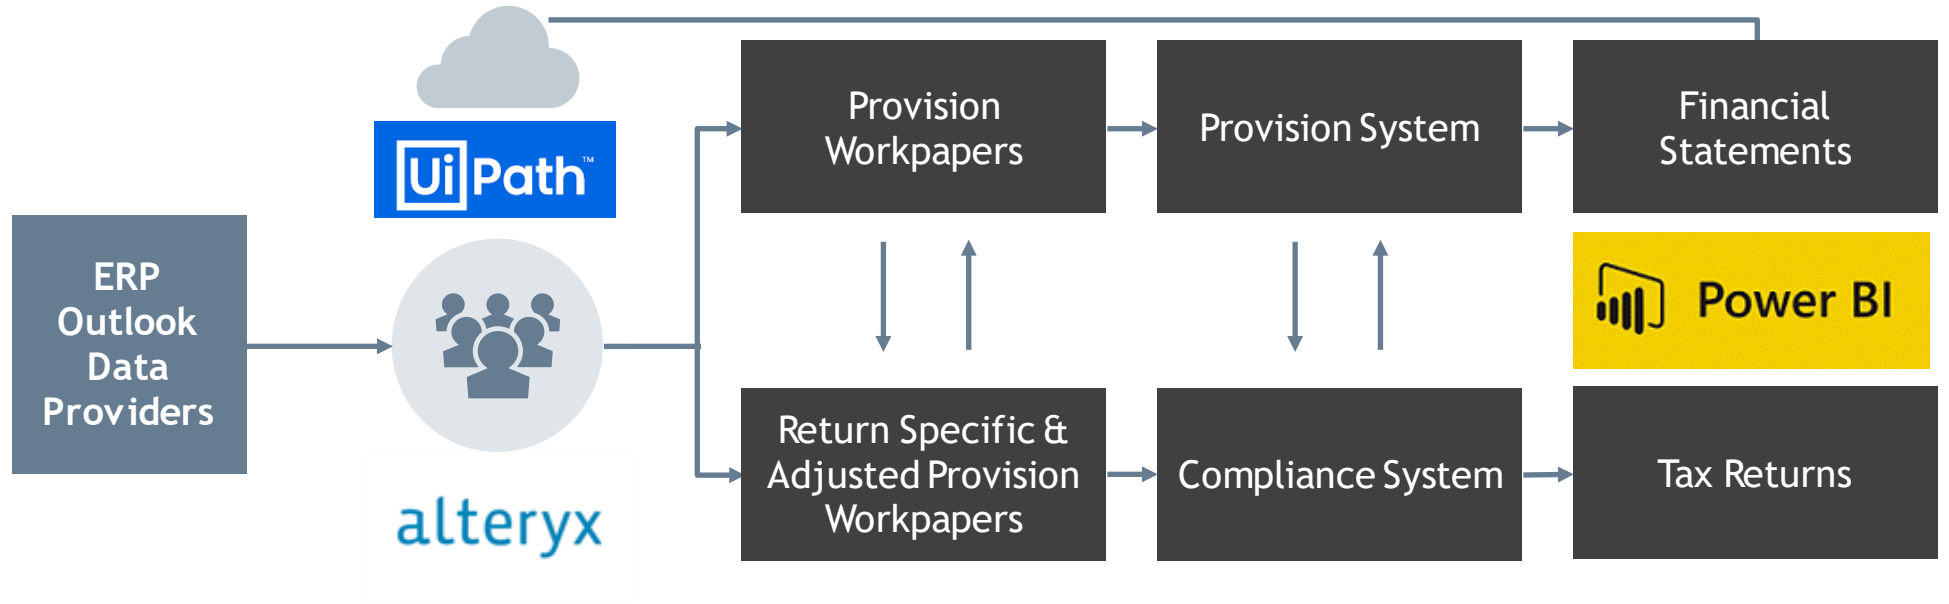 ERP
Outlook
Data
Providers
UiPath™
alteryx
Provision
Workpapers
Provision System
Financial
Statements
Power BI
Return Specific &
Adjusted Provision
Workpapers
Compliance System
Tax Returns